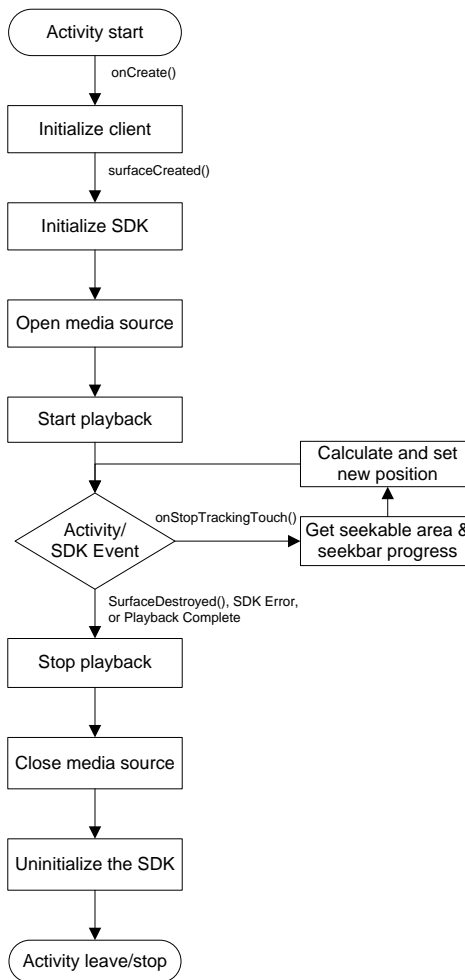 Activity start
onCreate()
Initialize client
surfaceCreated()
Initialize SDK
Open media source
Start playback
Calculate and set
new position
Activity/
SDK Event
onStopTrackingTouch()
Get seekable area &
seekbar progress
SurfaceDestroyed(), SDK Error,
or Playback Complete
Stop playback
Close media source
Uninitialize the SDK
Activity leave/stop